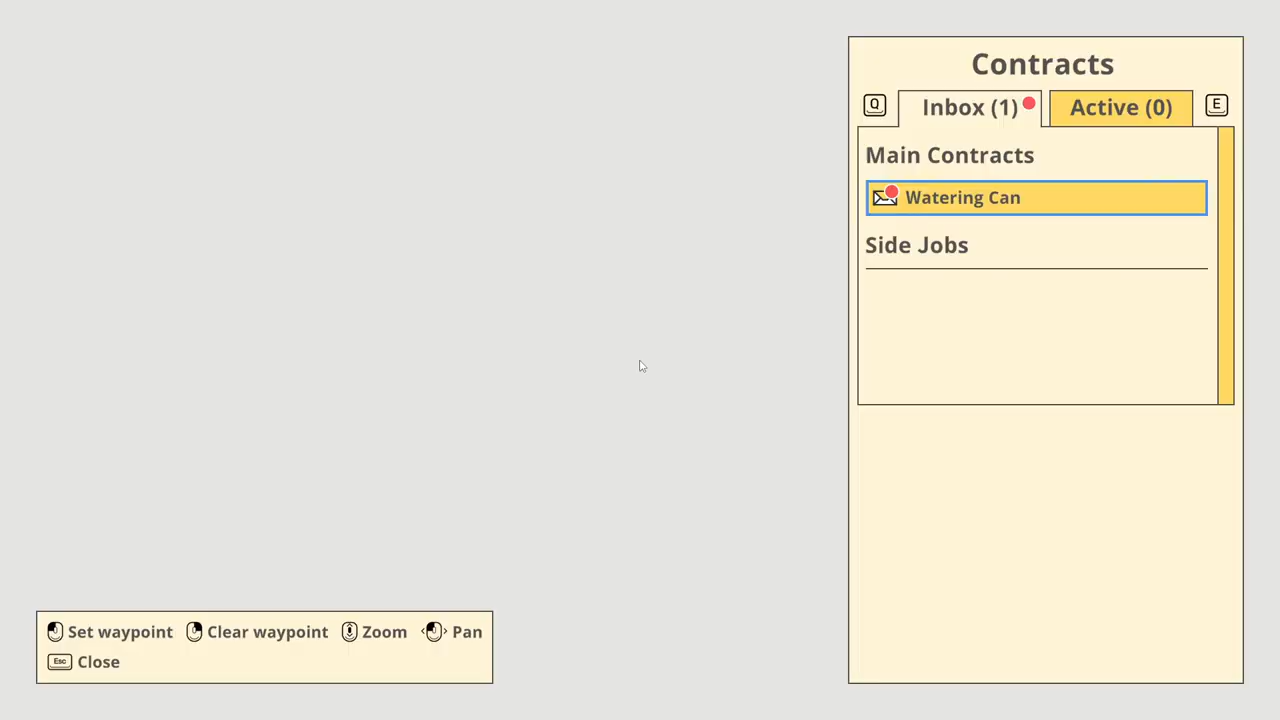 Contracts
Q
Inbox (1)
Active (0)
E
Main Contracts
Watering Can
Side Jobs
Set waypoint
Clear waypoint
Zoom
Pan
Esc
Close